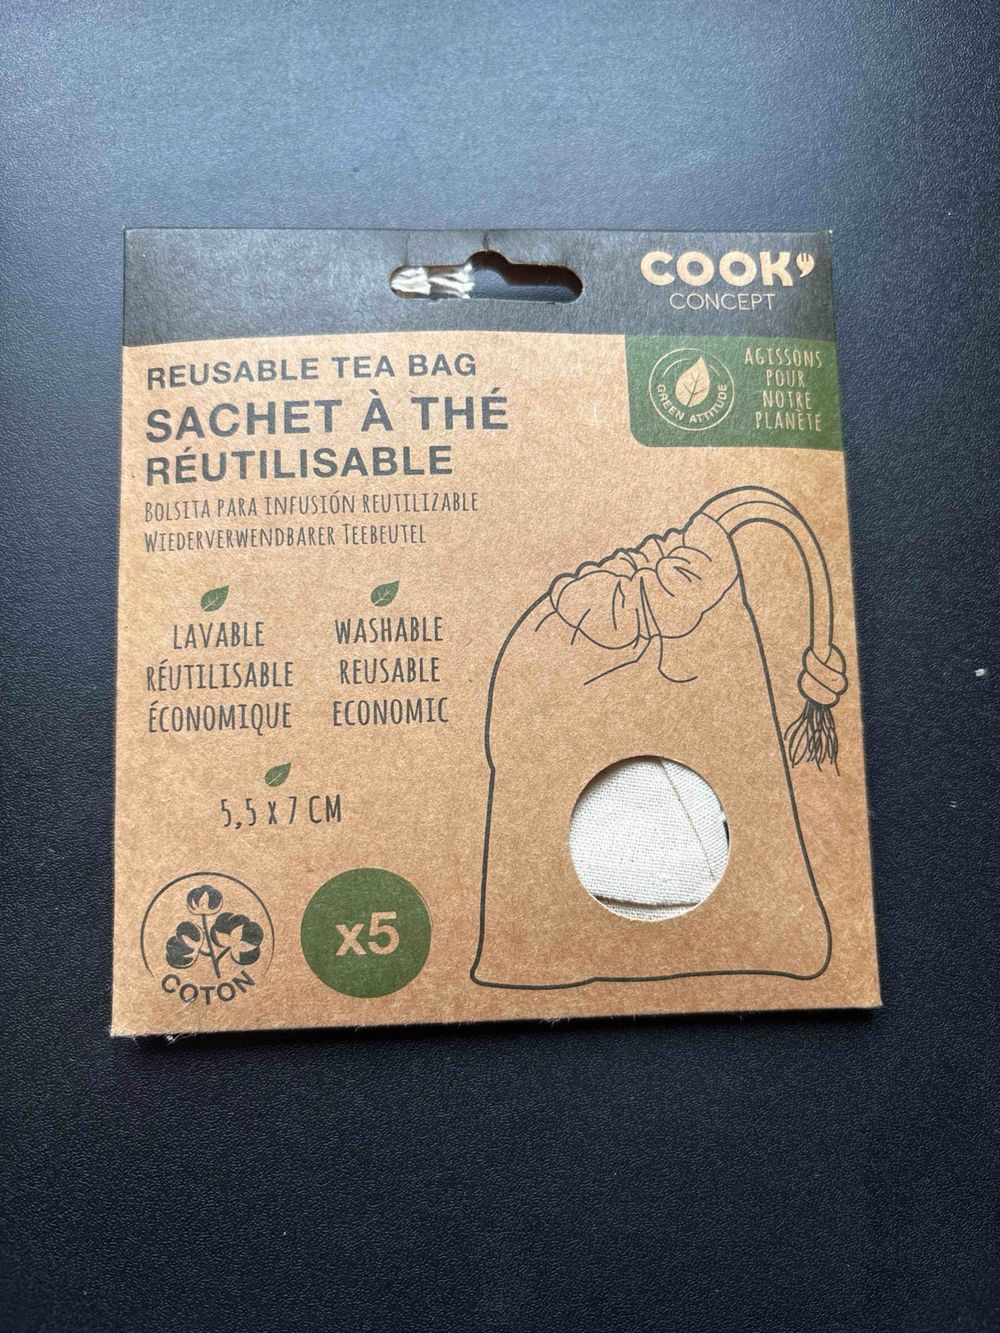 COOK'
CONCEPT
GREEN ATTITUDE
AGISSONS
POUR
NOTRE
PLANÈTE
REUSABLE TEA BAG
SACHET À THÉ
RÉUTILISABLE
BOLSITA PARA INFUSIÓN REUTILIZABLE
WIEDERVERWENDBARER TEEBEUTEL
LAVABLE
RÉUTILISABLE
ÉCONOMIQUE
WASHABLE
REUSABLE
ECONOMIC
5,5 X 7 CM
COTON
x5